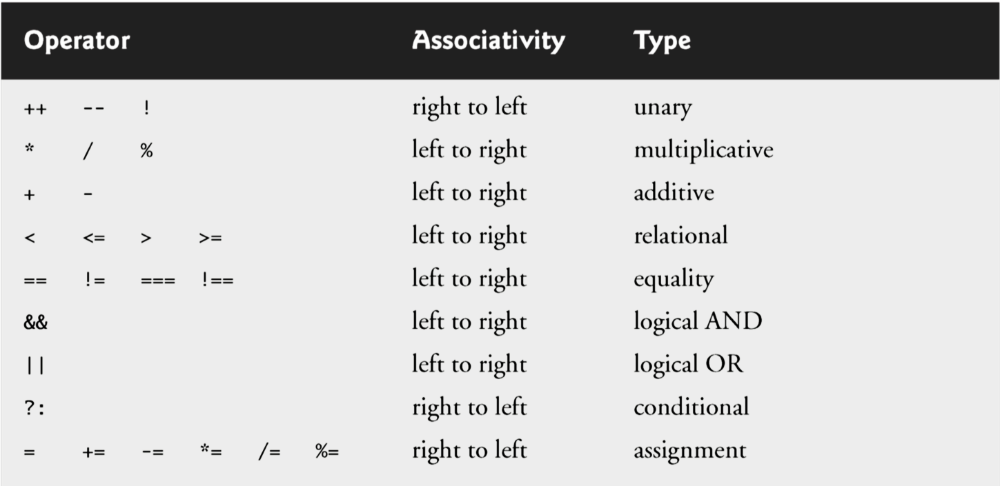 Operator Associativity Type
++ -- ! right to left unary
* / % left to right multiplicative
+ - left to right additive
< <= > >= left to right relational
== != === !== left to right equality
&& left to right logical AND
|| left to right logical OR
?: right to left conditional
= += -= *= /= %= right to left assignment